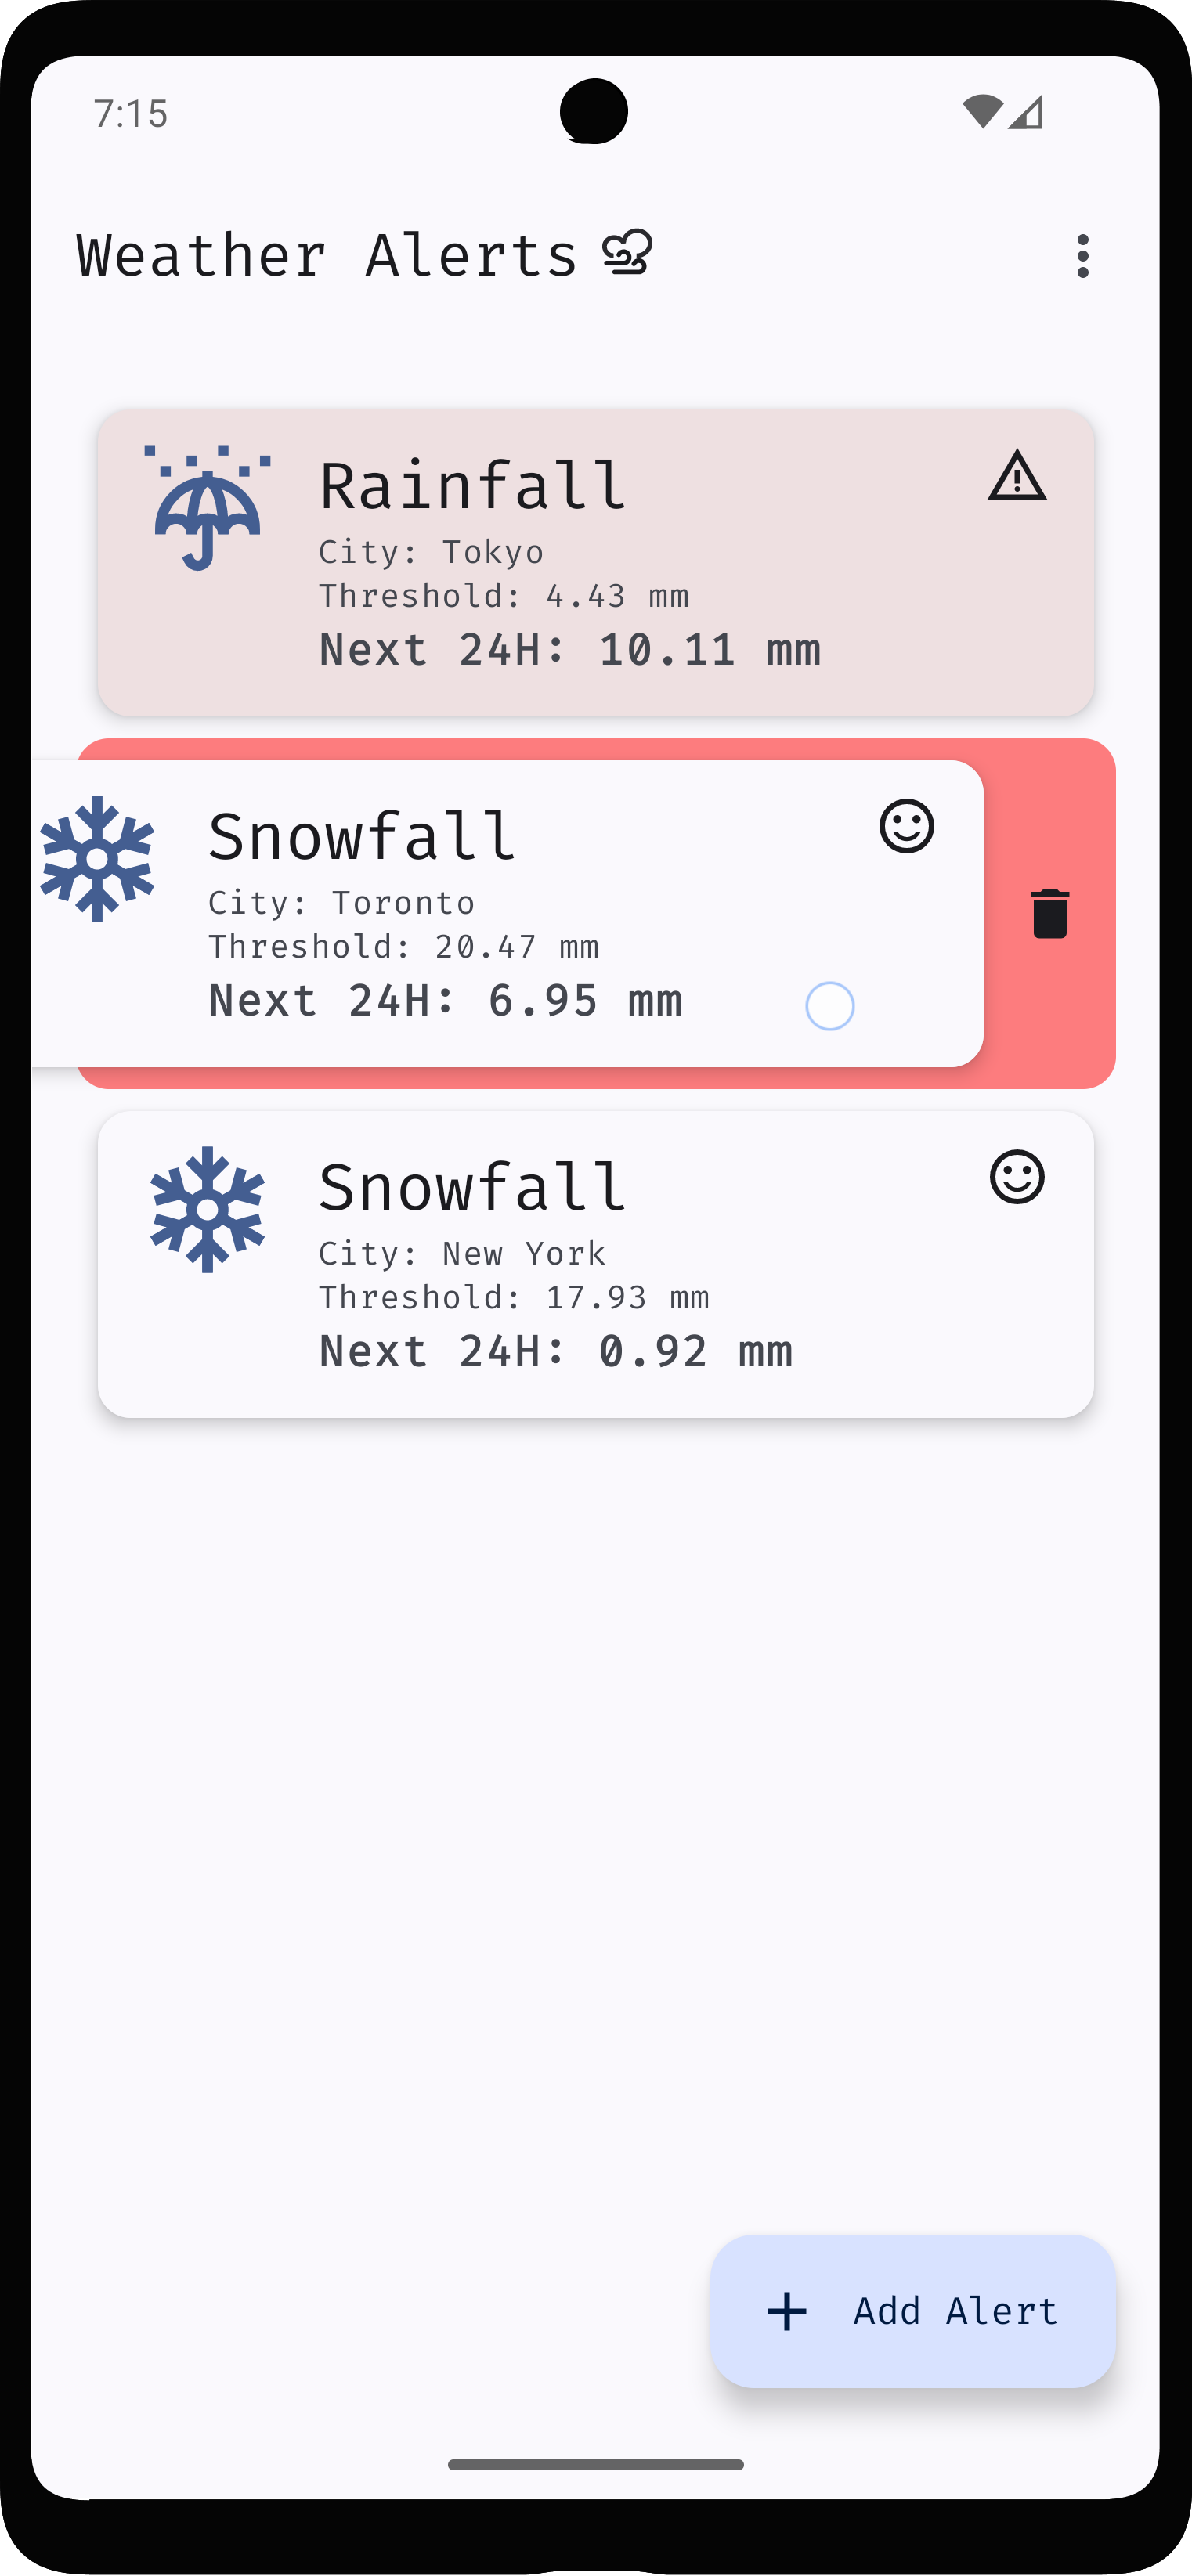 7:15
Weather Alerts
Rainfall
City: Tokyo
Threshold: 4.43 mm
Next 24H: 10.11 mm
Snowfall
City: Toronto
Threshold: 20.47 mm
Next 24H: 6.95 mm
Snowfall
City: New York
Threshold: 17.93 mm
Next 24H: 0.92 mm
Add Alert